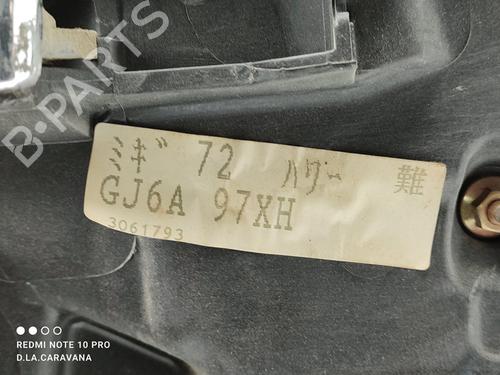 B-PARTS
ミギ 72 パワー 難
GJ6A 97XH
3061793
REDMI NOTE 10 PRO
D.LA.CARAVANA